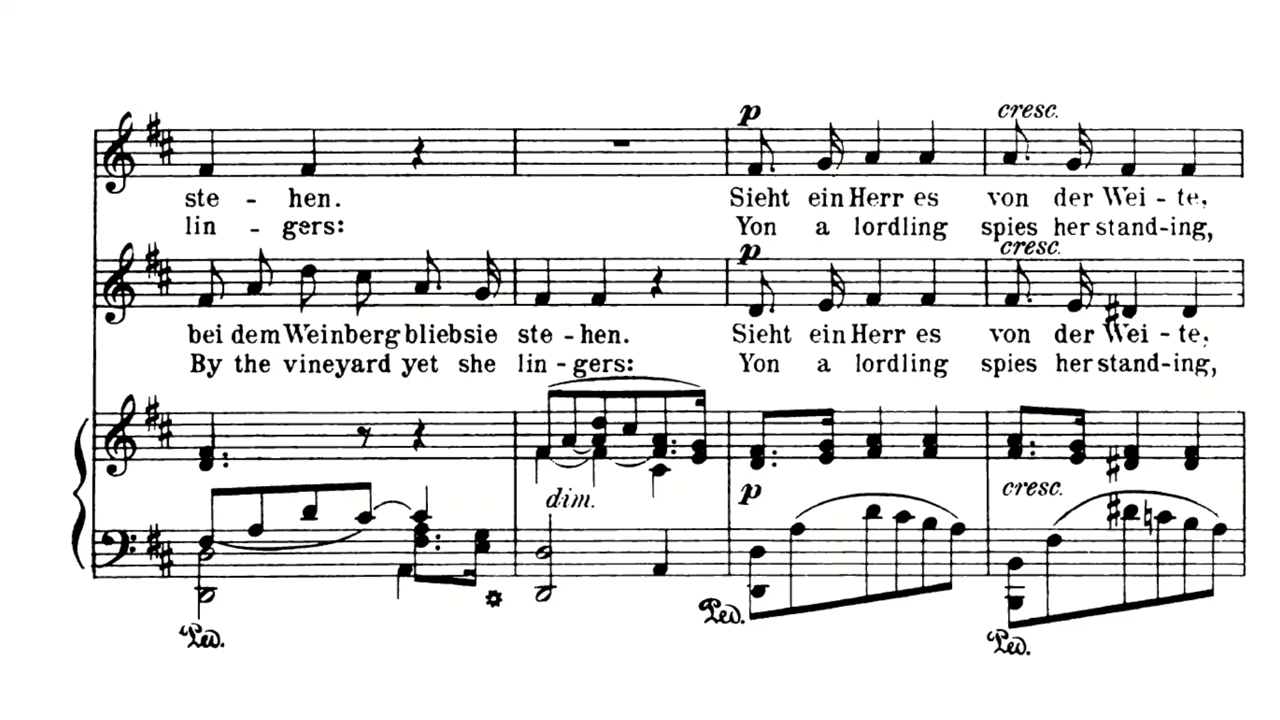 p cresc.
ste - hen. Sieht ein Herr es von der Wei - te,
lin - gers: Yon a lordling spies her stand-ing,
p cresc.
bei dem Weinberg blieb sie ste - hen. Sieht ein Herr es von der Wei - te,
By the vineyard yet she lin - gers: Yon a lordling spies her stand-ing,
dim. p cresc.
Ped. Ped. Ped.